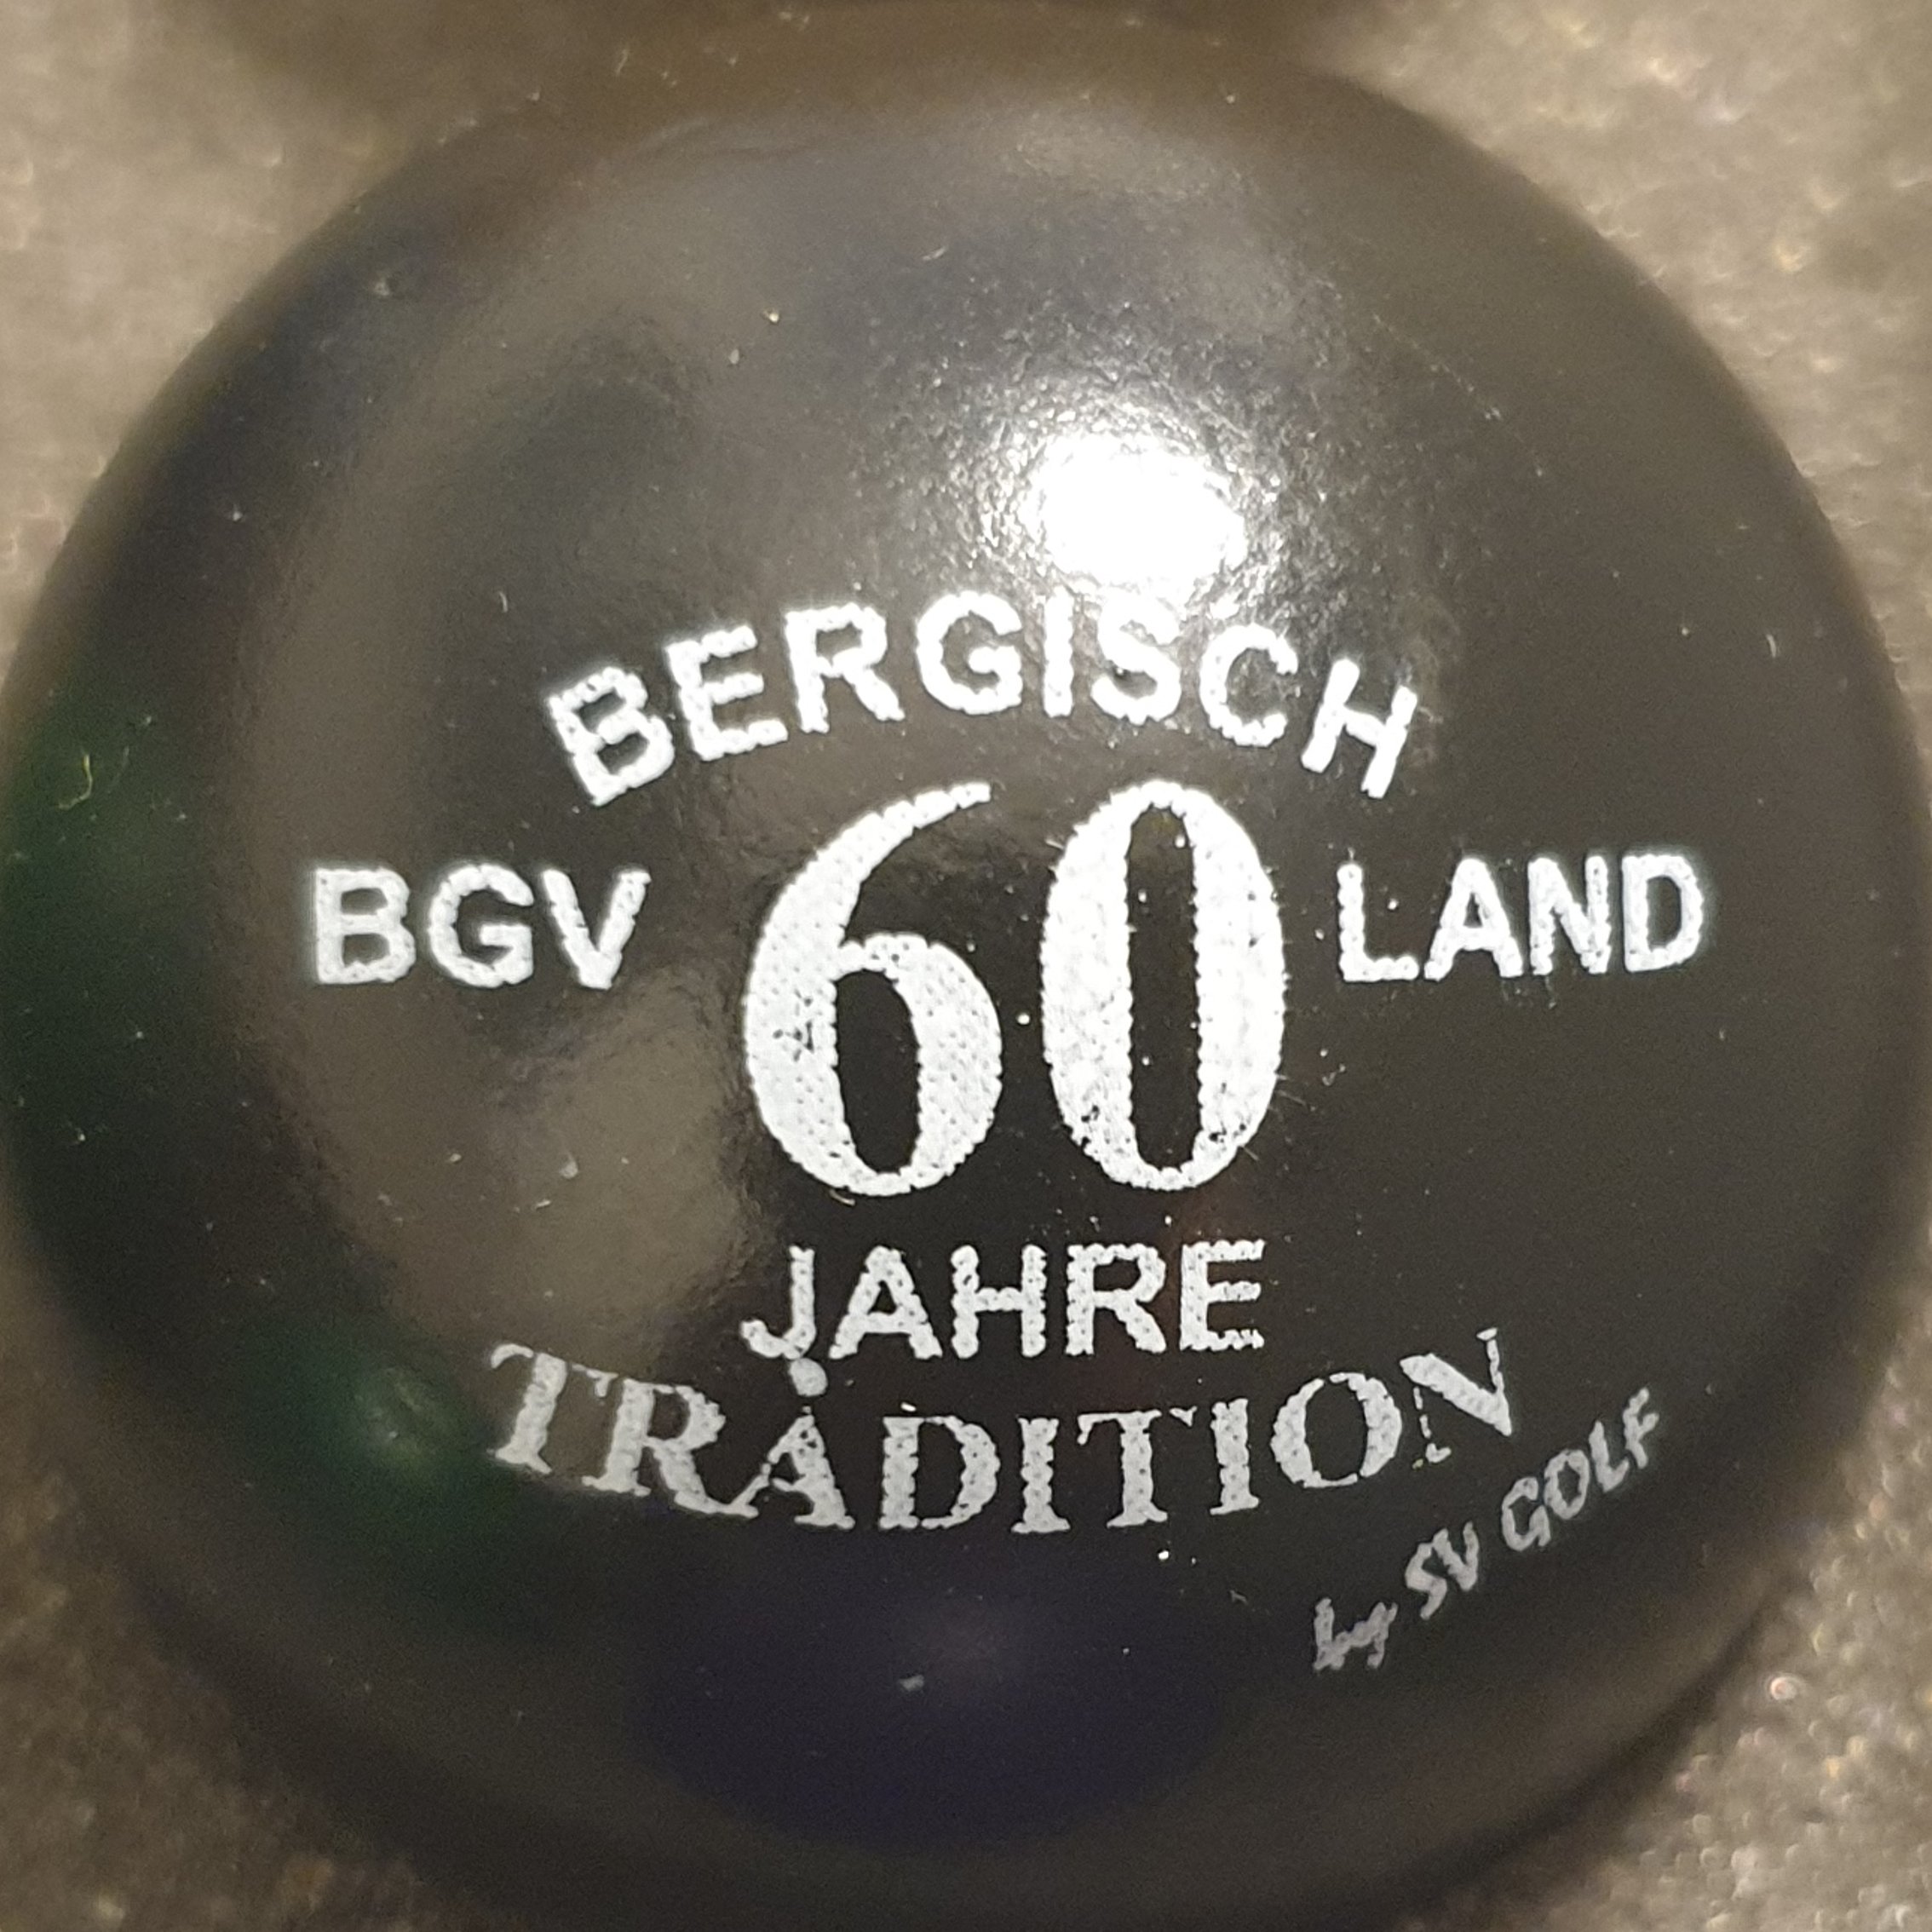 BERGISCH
BGV 60 LAND
JAHRE
TRADITION
by SV GOLF